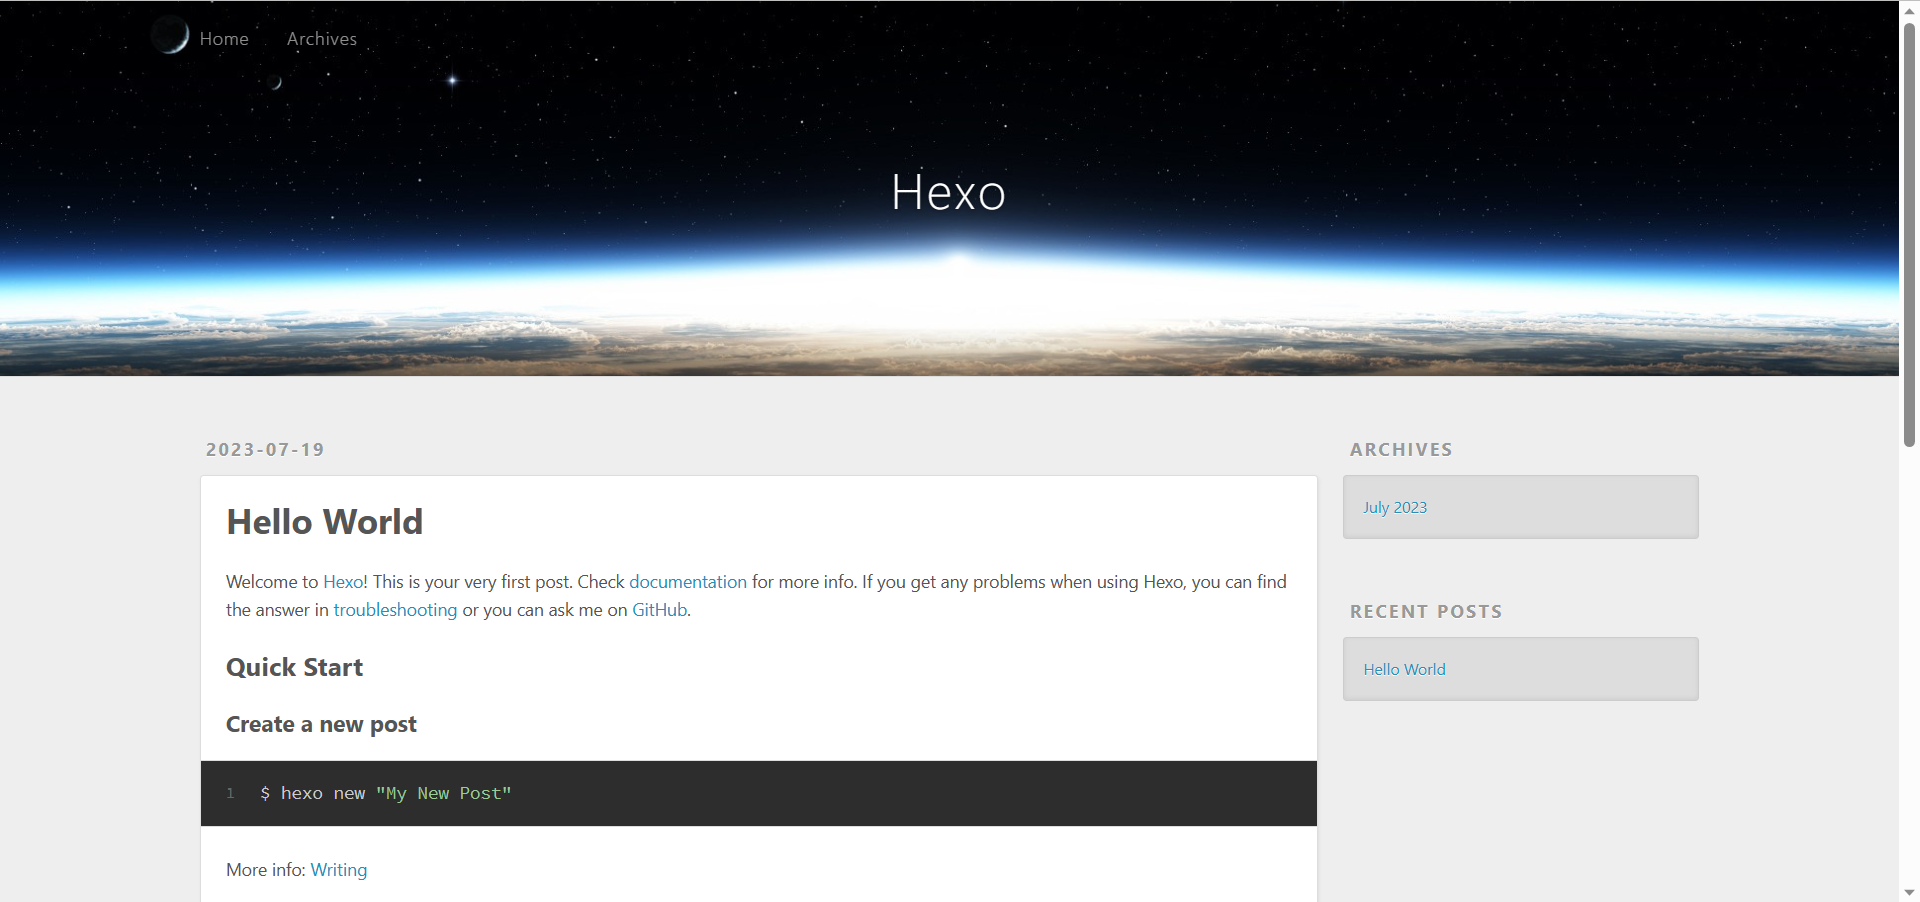 Home Archives
Hexo
2023-07-19
Hello World
Welcome to Hexo! This is your very first post. Check documentation for more info. If you get any problems when using Hexo, you can find
the answer in troubleshooting or you can ask me on GitHub.
Quick Start
Create a new post
1 $ hexo new "My New Post"
More info: Writing
ARCHIVES
July 2023
RECENT POSTS
Hello World